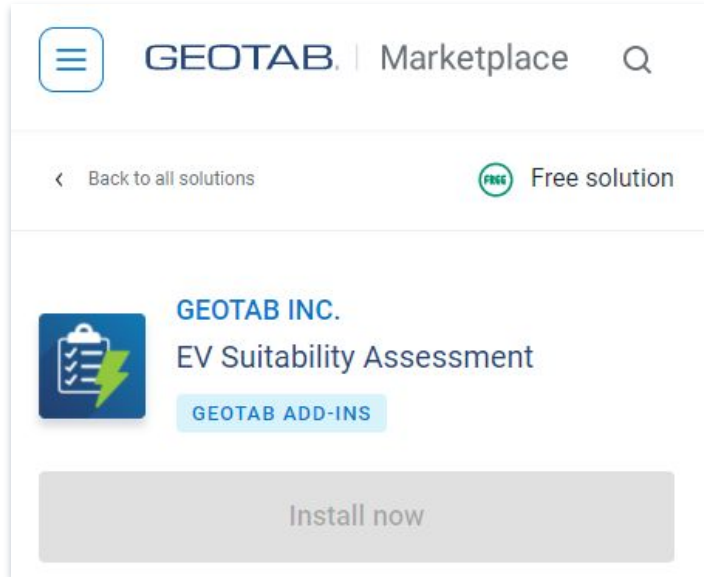 GEOTAB. | Marketplace
Back to all solutions
FREE Free solution
GEOTAB INC.
EV Suitability Assessment
GEOTAB ADD-INS
Install now